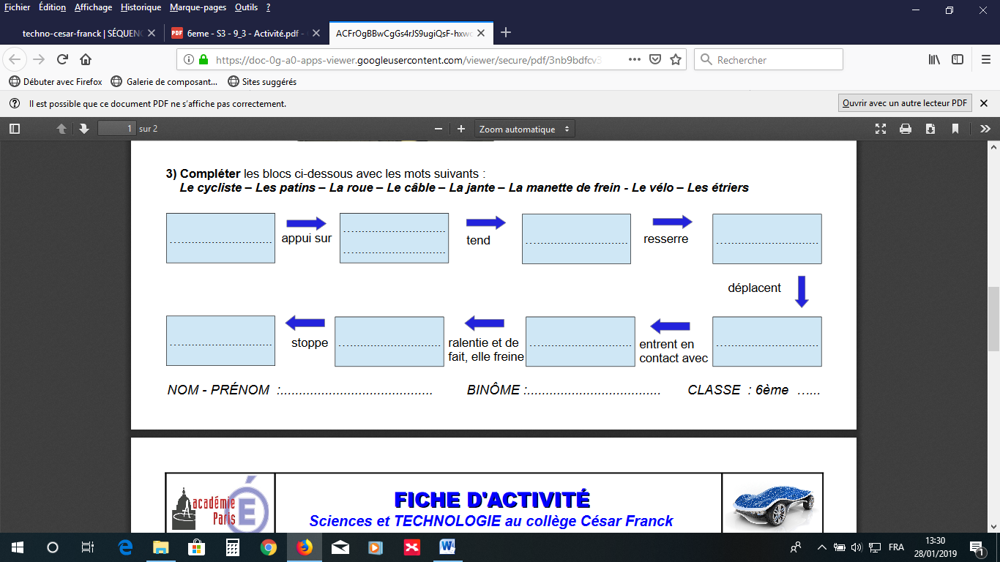 Fichier Édition Affichage Historique Marque-pages Outils ?
techno-cesar-franck | SÉQUENC
PDF 6eme - S3 - 9_3 - Activité.pdf -
ACFrOgBBwCgGs4rJS9ugiQsF-hxw
https://doc-0g-a0-apps-viewer.googleusercontent.com/viewer/secure/pdf/3nb9bdfcv3
Rechercher
Débuter avec Firefox Galerie de composant... Sites suggérés
Il est possible que ce document PDF ne s'affiche pas correctement.
Ouvrir avec un autre lecteur PDF
1 sur 2
Zoom automatique
3) Compléter les blocs ci-dessous avec les mots suivants :
Le cycliste – Les patins – La roue – Le câble – La jante – La manette de frein - Le vélo – Les étriers
appui sur
tend
resserre
déplacent
stoppe
ralentie et de
fait, elle freine
entrent en
contact avec
NOM - PRÉNOM :......................................... BINÔME :.................................... CLASSE : 6ème ......
académie
Paris
É
FICHE D'ACTIVITÉ
Sciences et TECHNOLOGIE au collège César Franck
FRA
13:30
28/01/2019
1